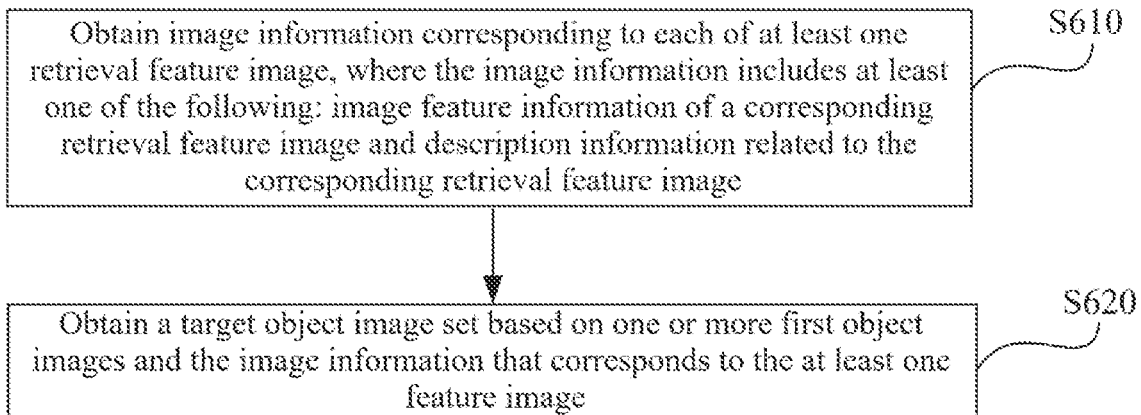 Obtain image information corresponding to each of at least one
retrieval feature image, where the image information includes at least
one of the following: image feature information of a corresponding
retrieval feature image and description information related to the
corresponding retrieval feature image
S610
Obtain a target object image set based on one or more first object
images and the image information that corresponds to the at least one
feature image
S620